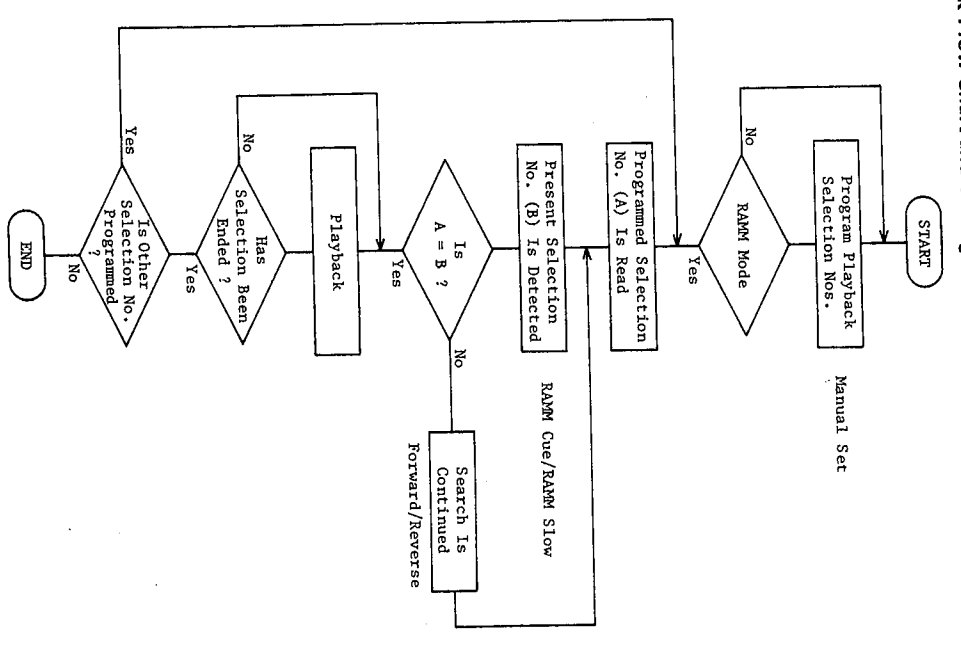 START
Program Playback
Selection Nos.
Manual Set
RAMM Mode
No
Yes
Programmed Selection
No. (A) Is Read
Present Selection
No. (B) Is Detected
RAMM Cue/RAMM Slow
Is
A = B ?
No
Yes
Search Is
Continued
Forward/Reverse
Playback
Has
Selection Been
Ended ?
No
Yes
Is Other
Selection No.
Programmed
?
Yes
No
END